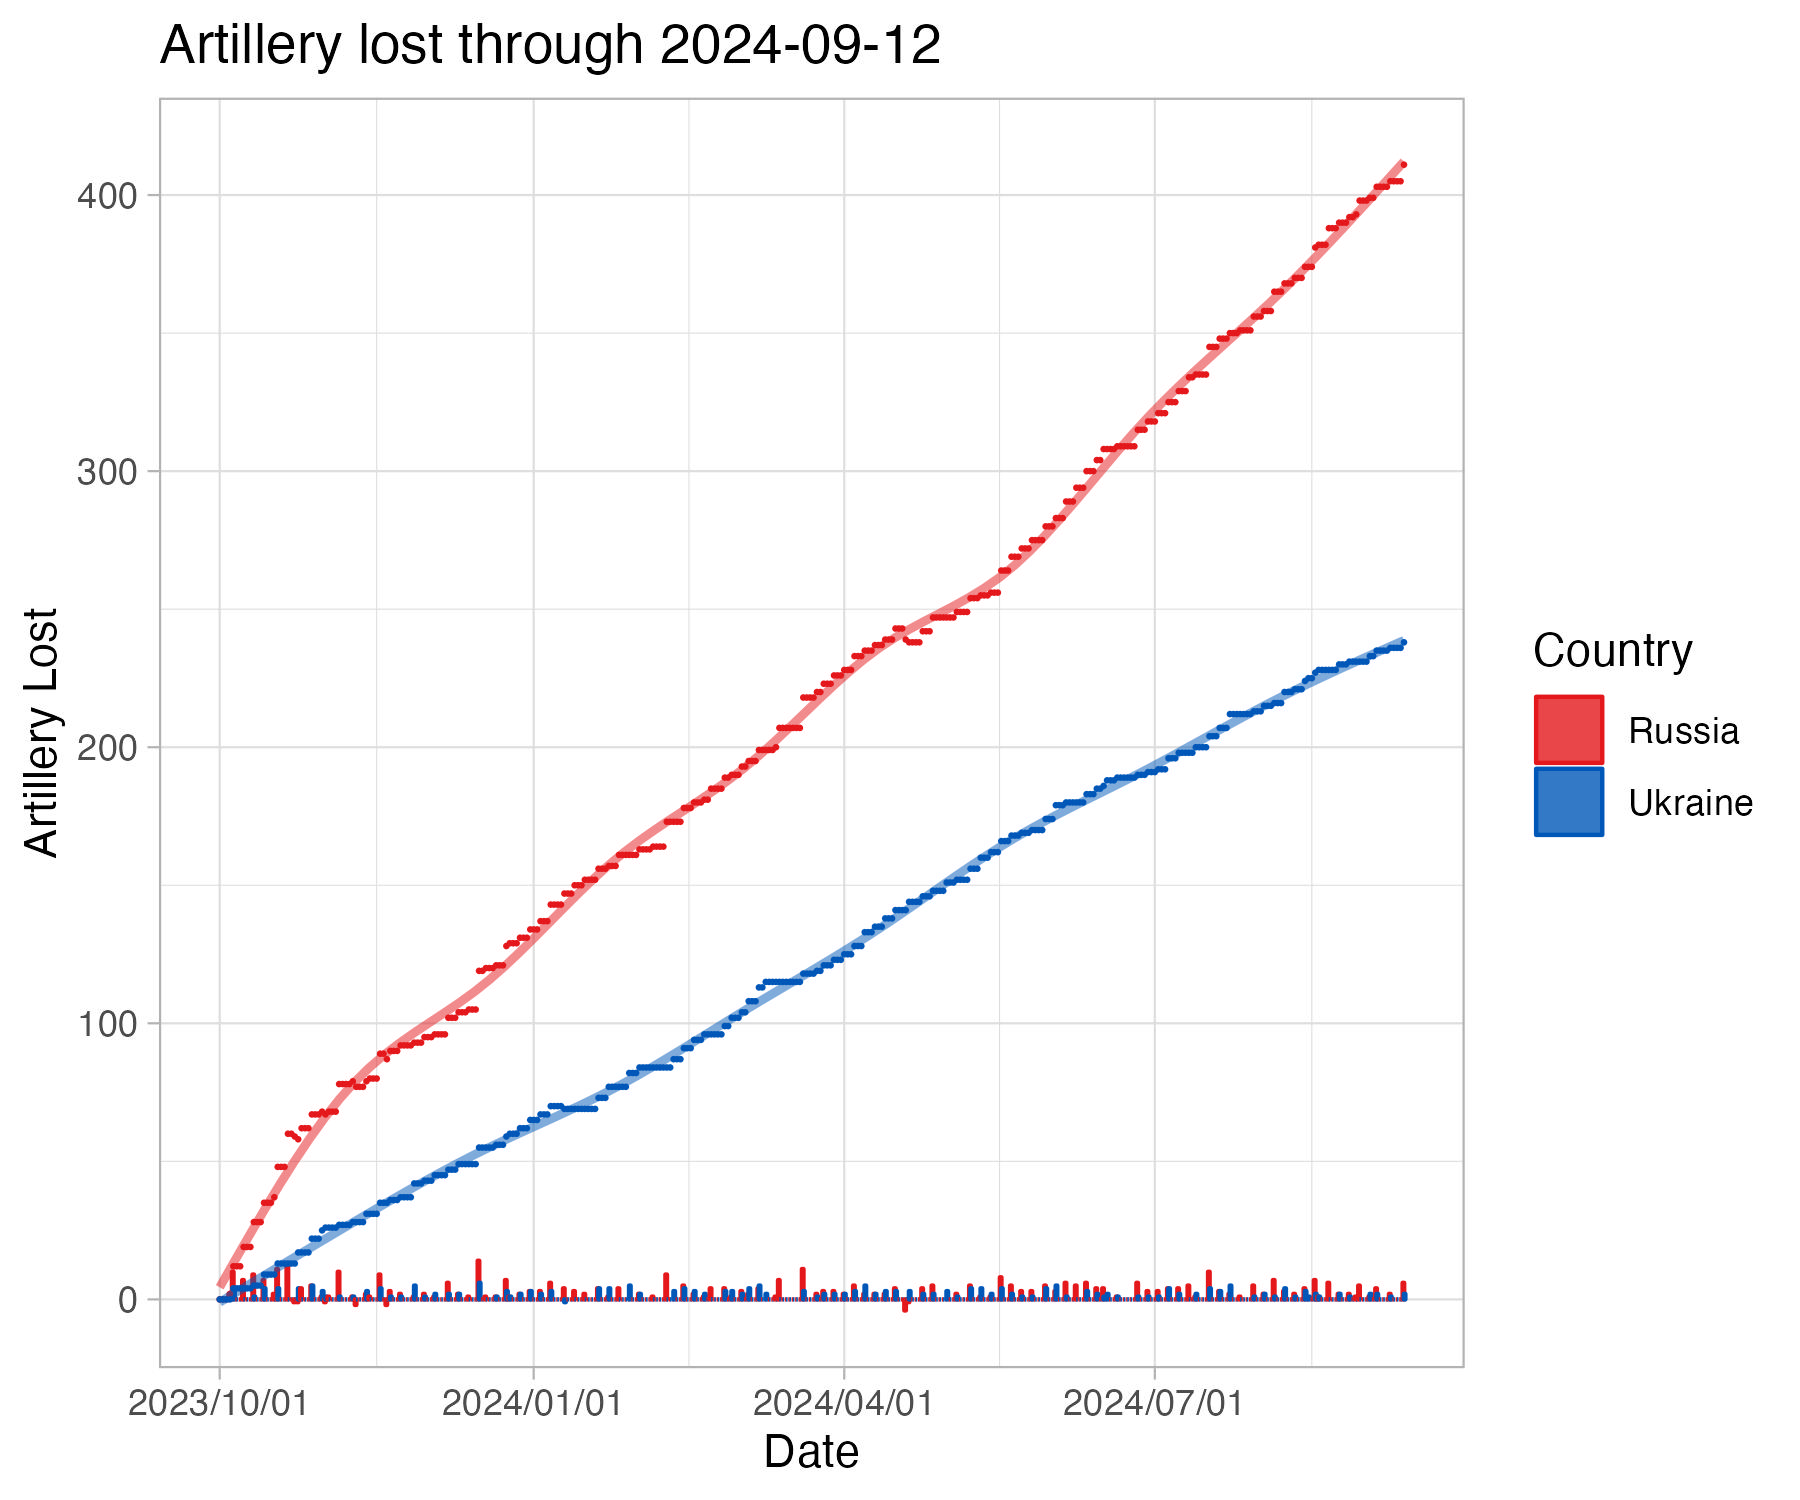 Artillery lost through 2024-09-12
Artillery Lost
400
300
200
100
0
2023/10/01
2024/01/01
2024/04/01
2024/07/01
Date
Country
Russia
Ukraine